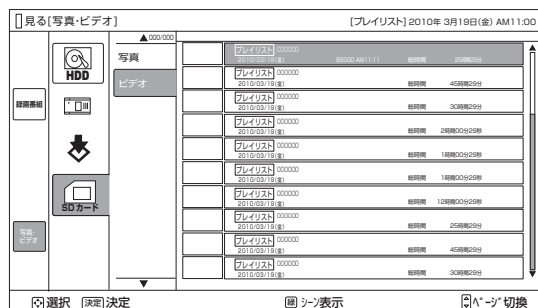 見る[写真·ビデオ]
[プレイリスト] 2010年 3月19日(金) AM11:00
▲000/000
HDD
録画番組
SDカード
写真·
ビデオ
写真
ビデオ
プレイリスト 000000
2010/03/19(金) BS000 AM11:11 総時間 25時間29分
プレイリスト 000000
2010/03/19(金) 総時間 45時間29分
プレイリスト 000000
2010/03/19(金) 総時間 30時間29分
プレイリスト 000000
2010/03/19(金) 総時間 2時間00分29秒
プレイリスト 000000
2010/03/19(金) 総時間 1時間00分29秒
プレイリスト 000000
2010/03/19(金) 総時間 1時間00分29秒
プレイリスト 000000
2010/03/19(金) 総時間 12時間00分29秒
プレイリスト 000000
2010/03/19(金) 総時間 25時間29分
プレイリスト 000000
2010/03/19(金) 総時間 45時間29分
プレイリスト 000000
2010/03/19(金) 総時間 30時間29分
▼
選択 決定 決定 緑 シーン表示 ページ切換